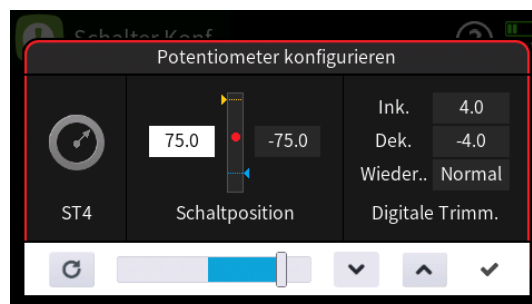 Schalter Konf
Potentiometer konfigurieren
Ink. 4.0
75.0 -75.0 Dek. -4.0
Wieder.. Normal
ST4 Schaltposition Digitale Trimm.